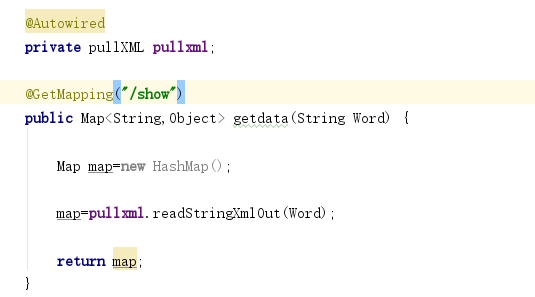 @Autowired
private pullXML pullxml;
@GetMapping("/show")
public Map<String,Object> getdata(String Word) {
Map map=new HashMap();
map=pullxml.readStringXmlOut(Word);
return map;
}